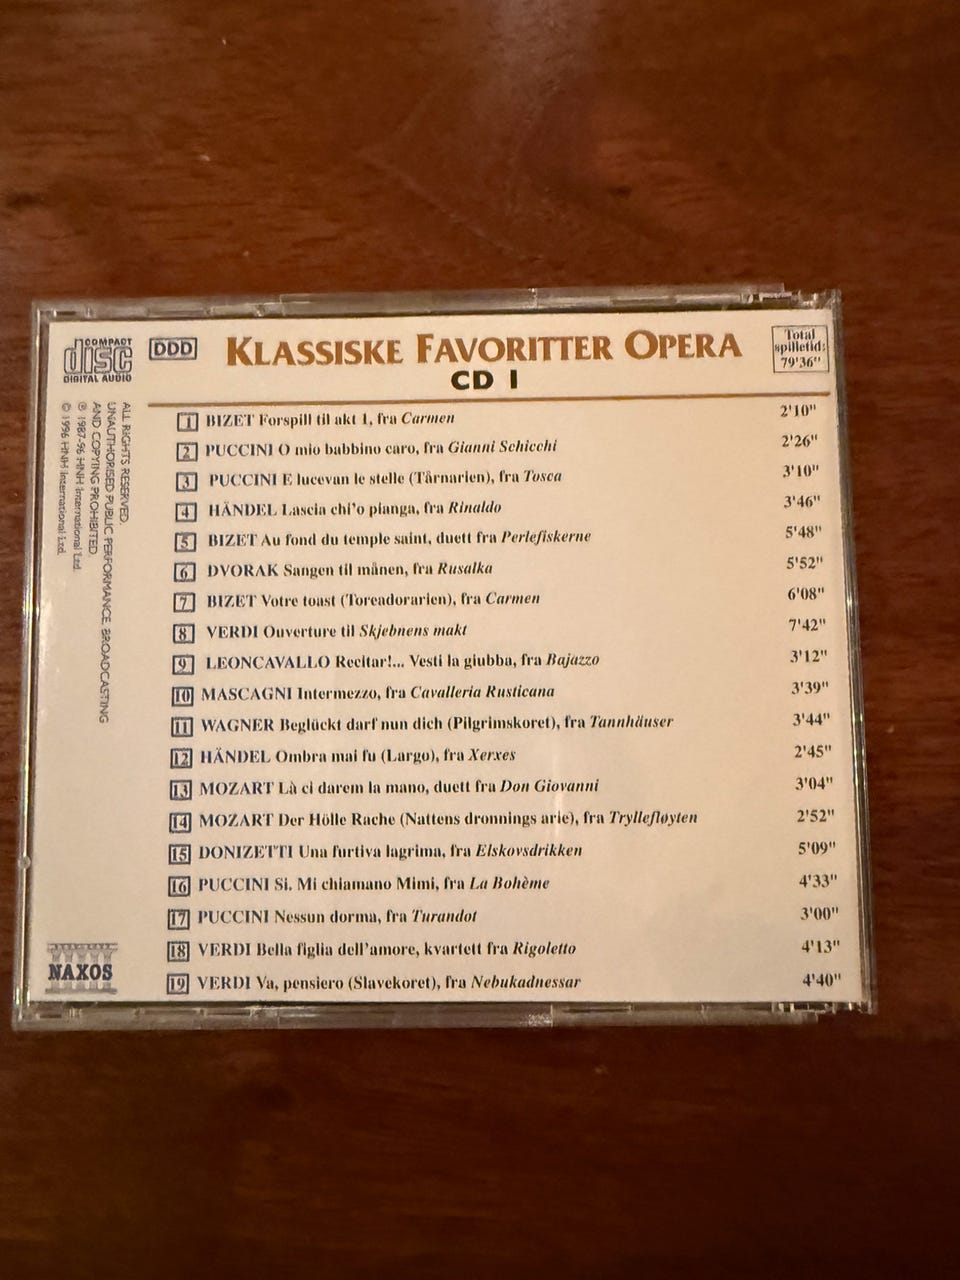 COMPACT
disc
DIGITAL AUDIO
DDD
KLASSISKE FAVORITTER OPERA
CD 1
Total
spilletid:
79'36"
1 BIZET Forspill til akt 1, fra Carmen 2'10"
2 PUCCINI O mio babbino caro, fra Gianni Schicchi 2'26"
3 PUCCINI E lucevan le stelle (Tårnarien), fra Tosca 3'10"
4 HÄNDEL Lascia chi'o pianga, fra Rinaldo 3'46"
5 BIZET Au fond du temple saint, duett fra Perlefiskerne 5'48"
6 DVORAK Sangen til månen, fra Rusalka 5'52"
7 BIZET Votre toast (Toreadorarien), fra Carmen 6'08"
8 VERDI Ouverture til Skjebnens makt 7'42"
9 LEONCAVALLO Recitar!... Vesti la giubba, fra Bajazzo 3'12"
10 MASCAGNI Intermezzo, fra Cavalleria Rusticana 3'39"
11 WAGNER Beglückt darf nun dich (Pilgrimskoret), fra Tannhäuser 3'44"
12 HÄNDEL Ombra mai fu (Largo), fra Xerxes 2'45"
13 MOZART Là ci darem la mano, duett fra Don Giovanni 3'04"
14 MOZART Der Hölle Rache (Nattens dronnings arie), fra Tryllefløyten 2'52"
15 DONIZETTI Una furtiva lagrima, fra Elskovsdrikken 5'09"
16 PUCCINI Si. Mi chiamano Mimi, fra La Bohème 4'33"
17 PUCCINI Nessun dorma, fra Turandot 3'00"
18 VERDI Bella figlia dell'amore, kvartett fra Rigoletto 4'13"
19 VERDI Va, pensiero (Slavekoret), fra Nebukadnessar 4'40"
ALL RIGHTS RESERVED.
UNAUTHORISED PUBLIC PERFORMANCE, BROADCASTING
AND COPYING PROHIBITED.
℗ 1987-96 HNH International Ltd.
© 1996 HNH International Ltd.
NAXOS